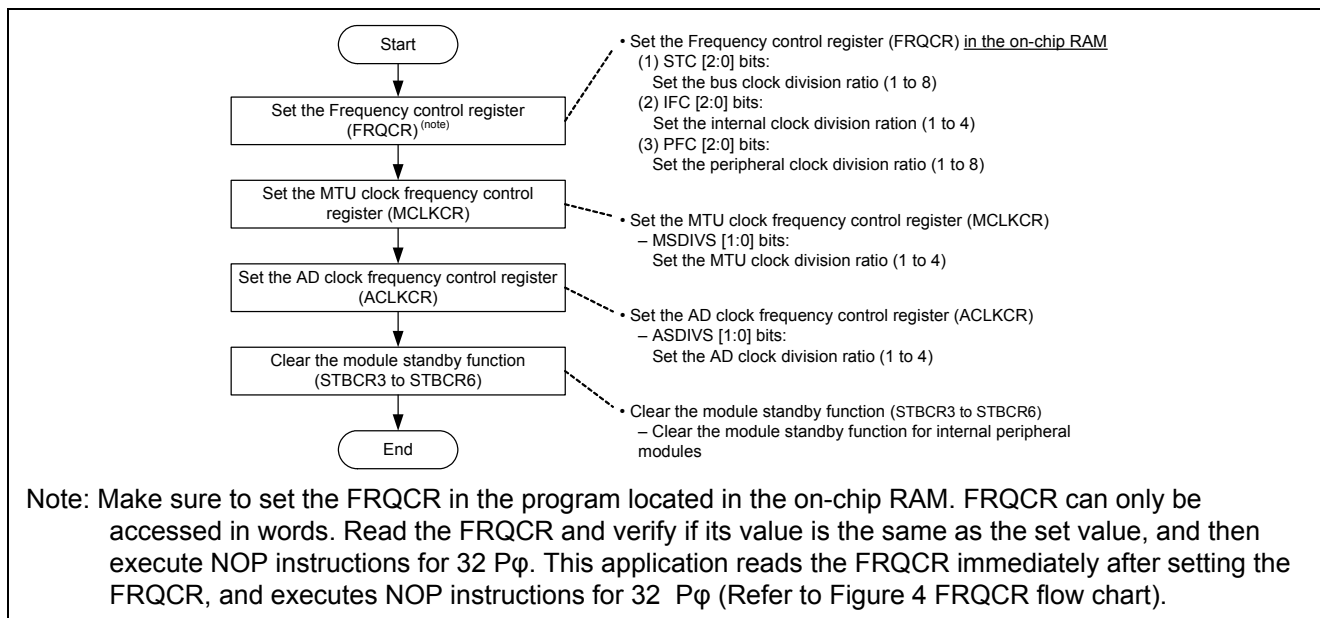 Start
Set the Frequency control register
(FRQCR) (note)
Set the MTU clock frequency control
register (MCLKCR)
Set the AD clock frequency control register
(ACLKCR)
Clear the module standby function
(STBCR3 to STBCR6)
End
• Set the Frequency control register (FRQCR) in the on-chip RAM
(1) STC [2:0] bits:
Set the bus clock division ratio (1 to 8)
(2) IFC [2:0] bits:
Set the internal clock division ration (1 to 4)
(3) PFC [2:0] bits:
Set the peripheral clock division ratio (1 to 8)
• Set the MTU clock frequency control register (MCLKCR)
– MSDIVS [1:0] bits:
Set the MTU clock division ratio (1 to 4)
• Set the AD clock frequency control register (ACLKCR)
– ASDIVS [1:0] bits:
Set the AD clock division ratio (1 to 4)
• Clear the module standby function (STBCR3 to STBCR6)
– Clear the module standby function for internal peripheral
modules
Note: Make sure to set the FRQCR in the program located in the on-chip RAM. FRQCR can only be
accessed in words. Read the FRQCR and verify if its value is the same as the set value, and then
execute NOP instructions for 32 Pφ. This application reads the FRQCR immediately after setting the
FRQCR, and executes NOP instructions for 32 Pφ (Refer to Figure 4 FRQCR flow chart).